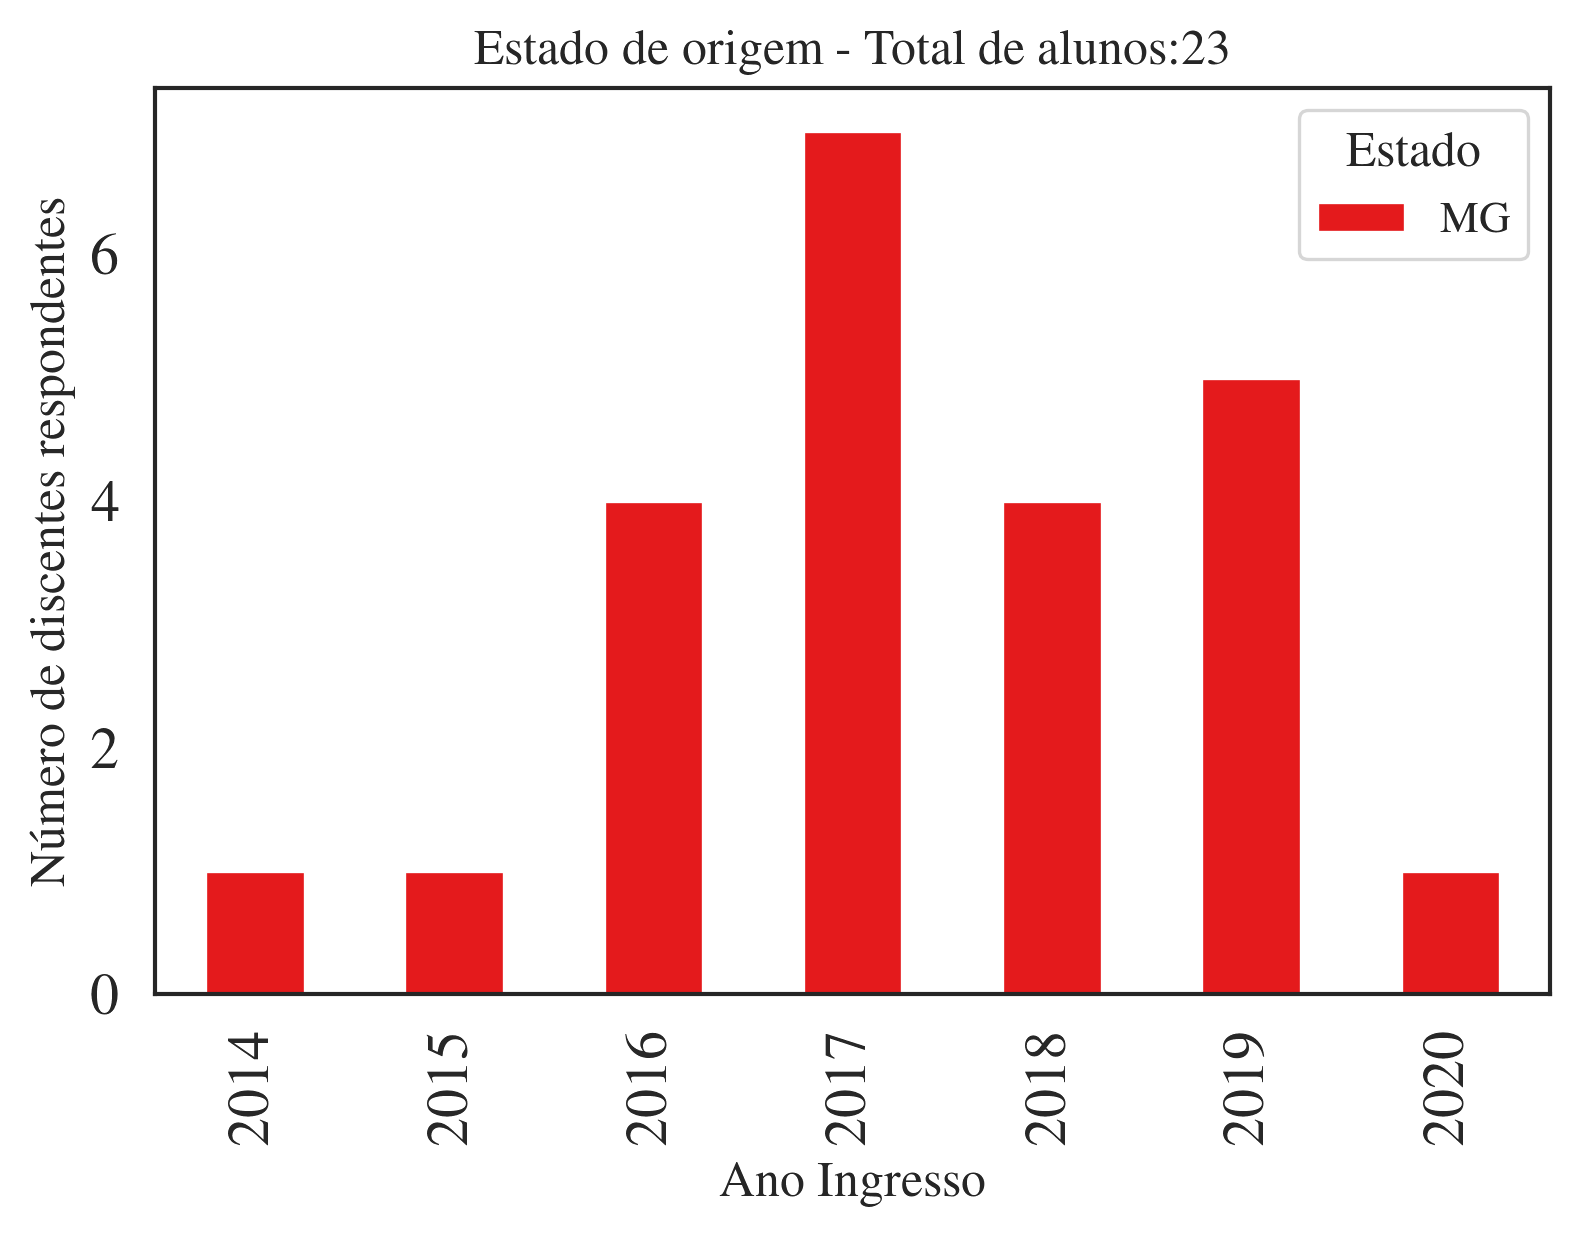 Estado de origem - Total de alunos:23
Estado
MG
Número de discentes respondentes
6
4
2
0
2014
2015
2016
2017
2018
2019
2020
Ano Ingresso